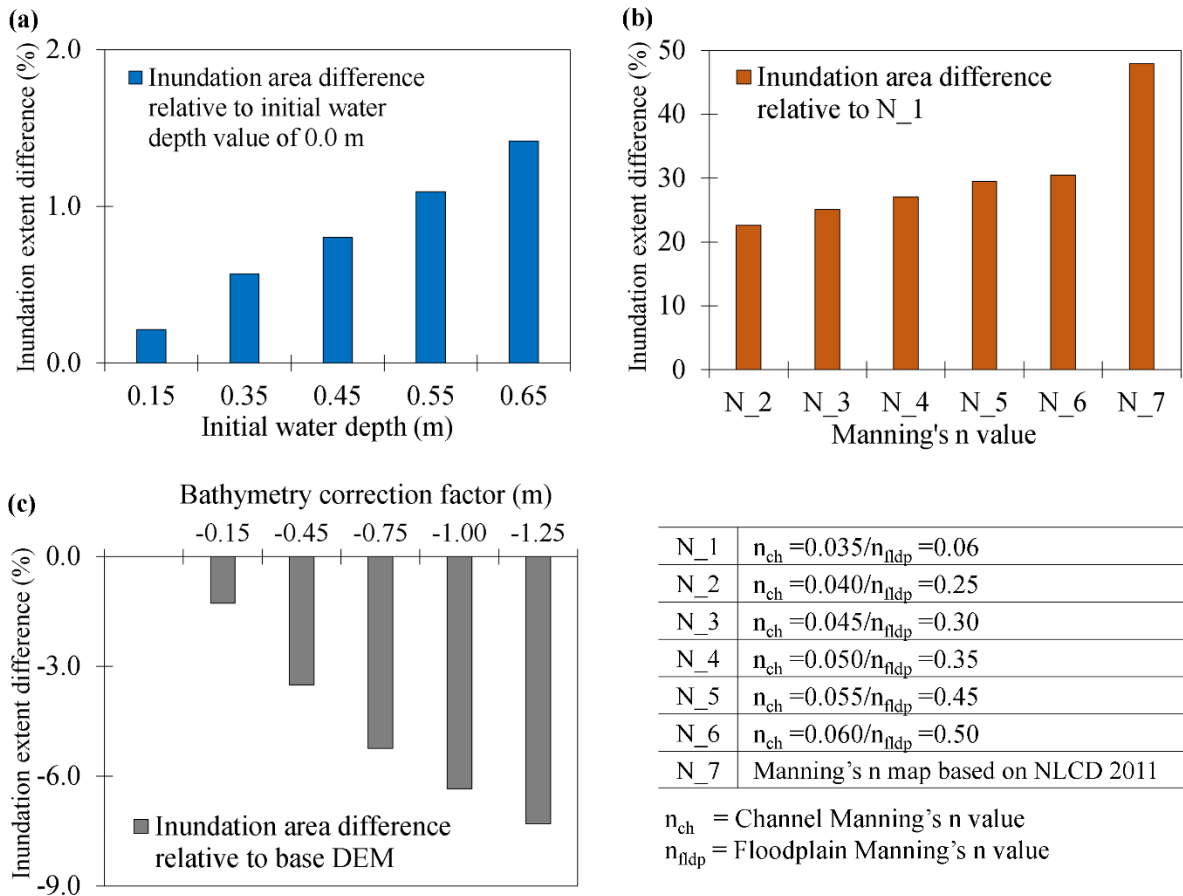 (a)
Inundation extent difference (%)
2.0
1.0
0.0
Inundation area difference
relative to initial water
depth value of 0.0 m
0.15 0.35 0.45 0.55 0.65
Initial water depth (m)
(b)
Inundation extent difference (%)
50
40
30
20
10
0
Inundation area difference
relative to N_1
N_2 N_3 N_4 N_5 N_6 N_7
Manning's n value
(c)
Bathymetry correction factor (m)
-0.15 -0.45 -0.75 -1.00 -1.25
Inundation extent difference (%)
0.0
-3.0
-6.0
-9.0
Inundation area difference
relative to base DEM
N_1 n_ch =0.035/n_fldp =0.06
N_2 n_ch =0.040/n_fldp =0.25
N_3 n_ch =0.045/n_fldp =0.30
N_4 n_ch =0.050/n_fldp =0.35
N_5 n_ch =0.055/n_fldp =0.45
N_6 n_ch =0.060/n_fldp =0.50
N_7 Manning's n map based on NLCD 2011
n_ch = Channel Manning's n value
n_fldp = Floodplain Manning's n value